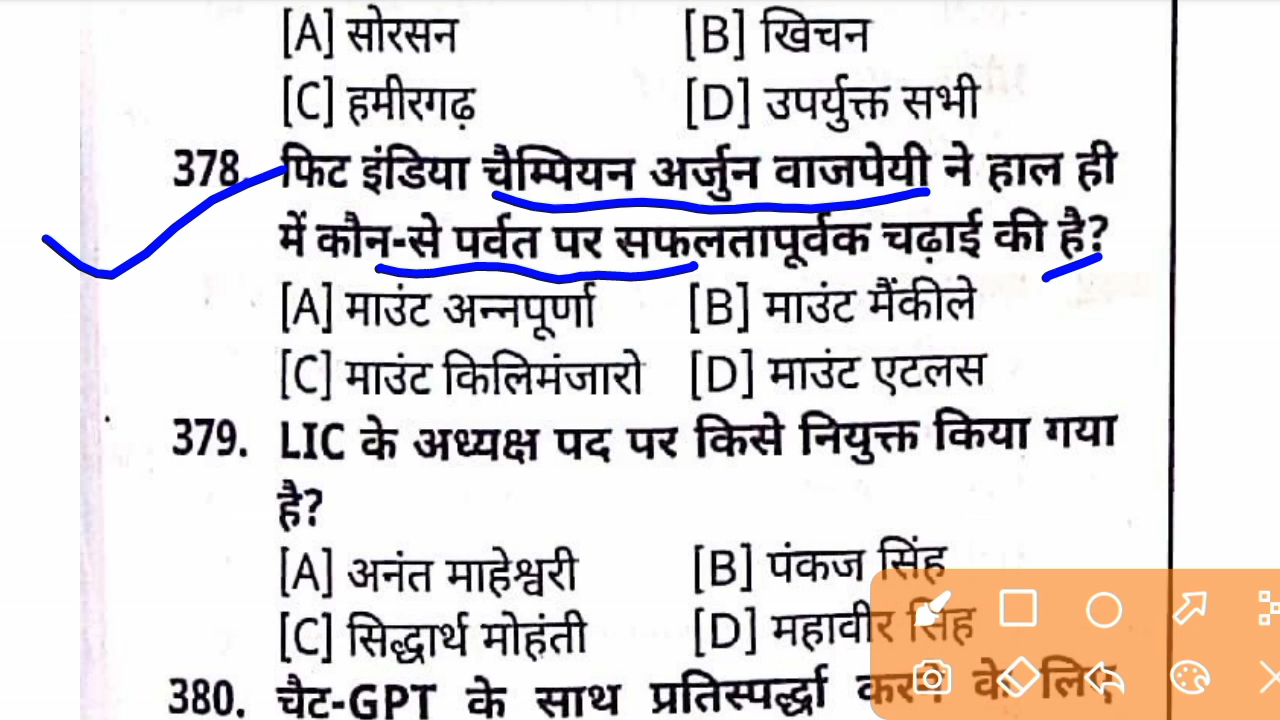 [A] सोरसन [B] खिचन
[C] हमीरगढ़ [D] उपर्युक्त सभी
378. फिट इंडिया चैम्पियन अर्जुन वाजपेयी ने हाल ही
में कौन-से पर्वत पर सफलतापूर्वक चढ़ाई की है?
[A] माउंट अन्नपूर्णा [B] माउंट मैंकीले
[C] माउंट किलिमंजारो [D] माउंट एटलस
379. LIC के अध्यक्ष पद पर किसे नियुक्त किया गया
है?
[A] अनंत माहेश्वरी [B] पंकज सिंह
[C] सिद्धार्थ मोहंती [D] महावीर सिंह
380. चैट-GPT के साथ प्रतिस्पर्द्धा करने के लिए